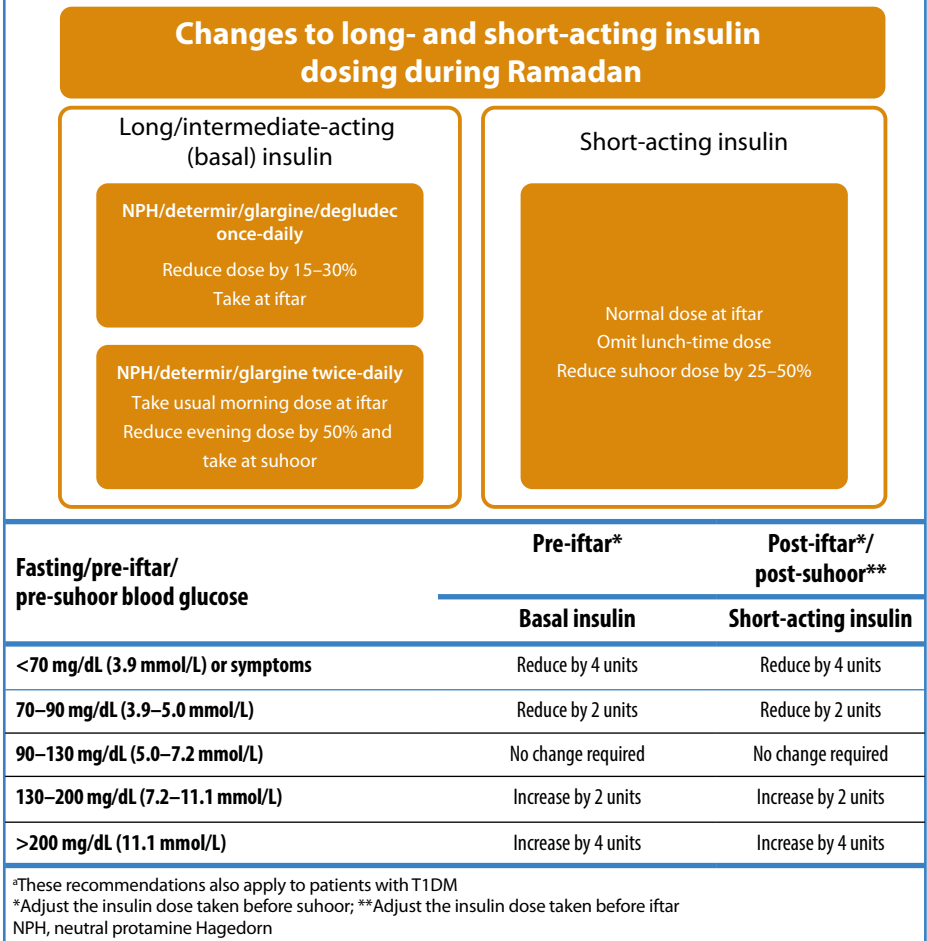 Changes to long- and short-acting insulin
dosing during Ramadan
Long/intermediate-acting
(basal) insulin
NPH/determir/glargine/degludec
once-daily
Reduce dose by 15–30%
Take at iftar
NPH/determir/glargine twice-daily
Take usual morning dose at iftar
Reduce evening dose by 50% and
take at suhoor
Short-acting insulin
Normal dose at iftar
Omit lunch-time dose
Reduce suhoor dose by 25–50%
Fasting/pre-iftar/
pre-suhoor blood glucose
Pre-iftar*
Post-iftar*/
post-suhoor**
Basal insulin Short-acting insulin
<70 mg/dL (3.9 mmol/L) or symptoms Reduce by 4 units Reduce by 4 units
70–90 mg/dL (3.9–5.0 mmol/L) Reduce by 2 units Reduce by 2 units
90–130 mg/dL (5.0–7.2 mmol/L) No change required No change required
130–200 mg/dL (7.2–11.1 mmol/L) Increase by 2 units Increase by 2 units
>200 mg/dL (11.1 mmol/L) Increase by 4 units Increase by 4 units
ᵃThese recommendations also apply to patients with T1DM
*Adjust the insulin dose taken before suhoor; **Adjust the insulin dose taken before iftar
NPH, neutral protamine Hagedorn